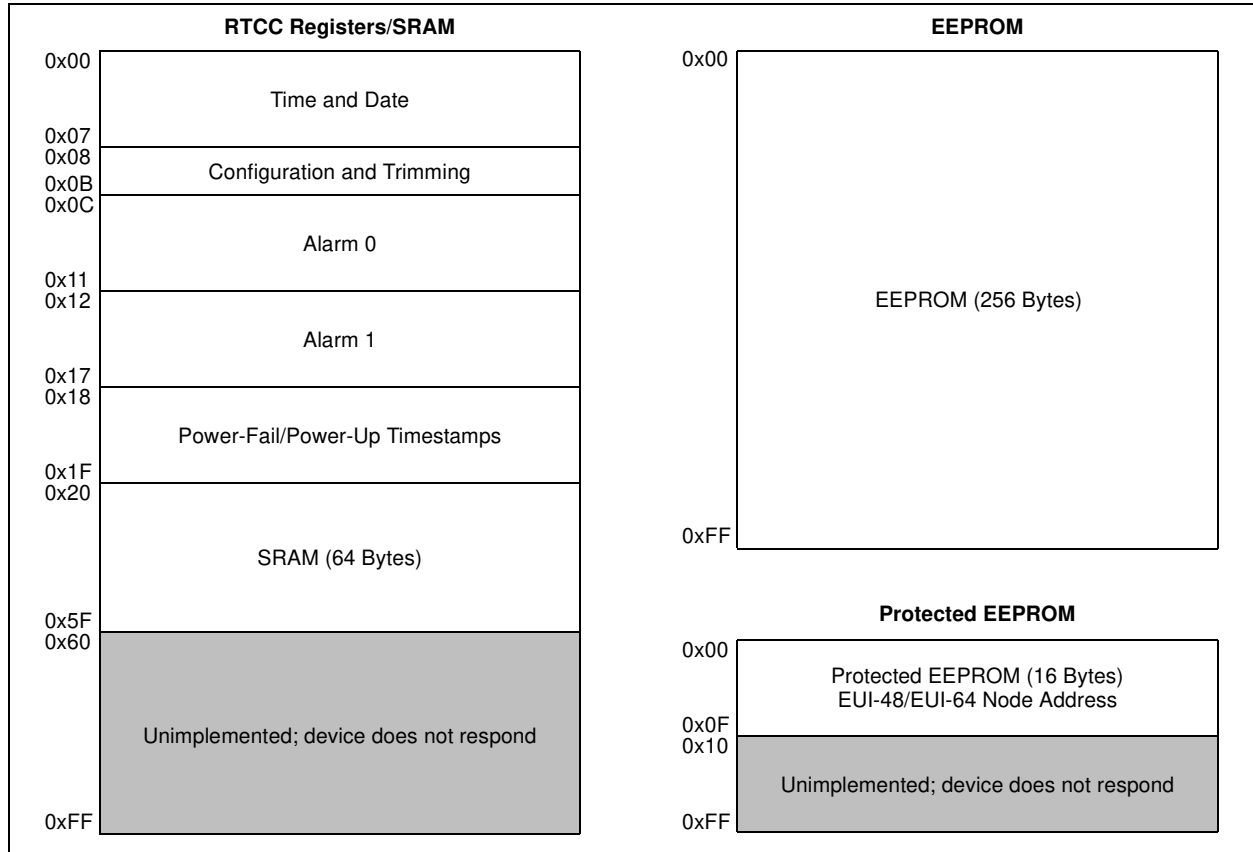 RTCC Registers/SRAM
0x00
Time and Date
0x07
0x08
Configuration and Trimming
0x0B
0x0C
Alarm 0
0x11
0x12
Alarm 1
0x17
0x18
Power-Fail/Power-Up Timestamps
0x1F
0x20
SRAM (64 Bytes)
0x5F
0x60
Unimplemented; device does not respond
0xFF
EEPROM
0x00
EEPROM (256 Bytes)
0xFF
Protected EEPROM
0x00
Protected EEPROM (16 Bytes)
EUI-48/EUI-64 Node Address
0x0F
0x10
Unimplemented; device does not respond
0xFF